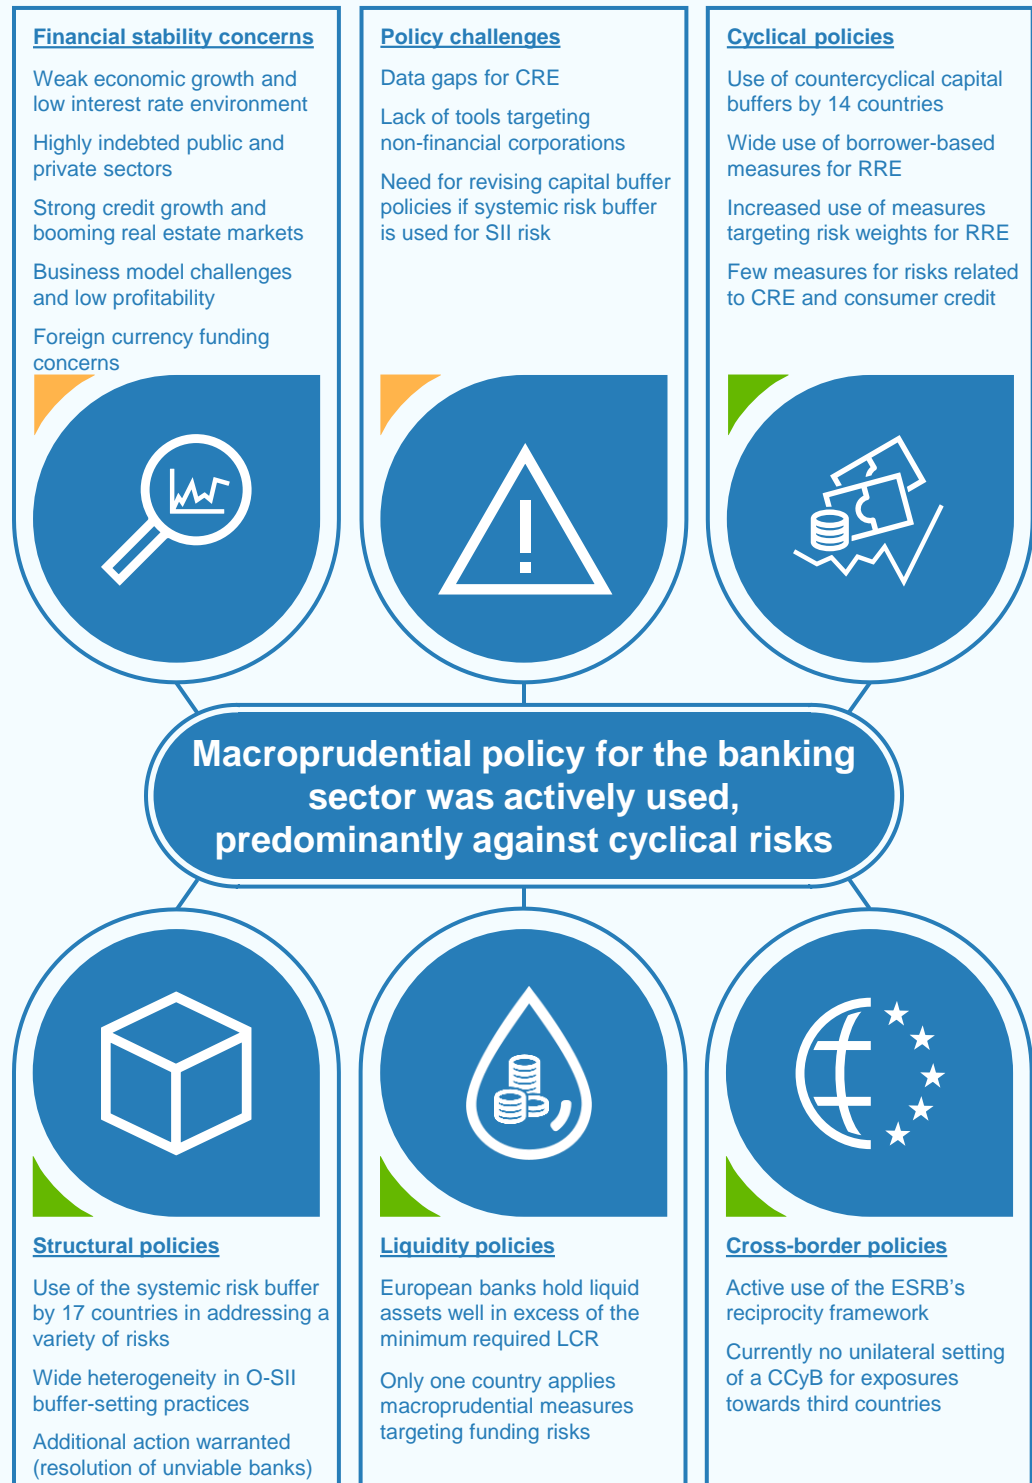 Financial stability concerns
Weak economic growth and
low interest rate environment
Highly indebted public and
private sectors
Strong credit growth and
booming real estate markets
Business model challenges
and low profitability
Foreign currency funding
concerns
Policy challenges
Data gaps for CRE
Lack of tools targeting
non-financial corporations
Need for revising capital buffer
policies if systemic risk buffer
is used for SII risk
Cyclical policies
Use of countercyclical capital
buffers by 14 countries
Wide use of borrower-based
measures for RRE
Increased use of measures
targeting risk weights for RRE
Few measures for risks related
to CRE and consumer credit
Macroprudential policy for the banking
sector was actively used,
predominantly against cyclical risks
Structural policies
Use of the systemic risk buffer
by 17 countries in addressing a
variety of risks
Wide heterogeneity in O-SII
buffer-setting practices
Additional action warranted
(resolution of unviable banks)
Liquidity policies
European banks hold liquid
assets well in excess of the
minimum required LCR
Only one country applies
macroprudential measures
targeting funding risks
Cross-border policies
Active use of the ESRB's
reciprocity framework
Currently no unilateral setting
of a CCyB for exposures
towards third countries